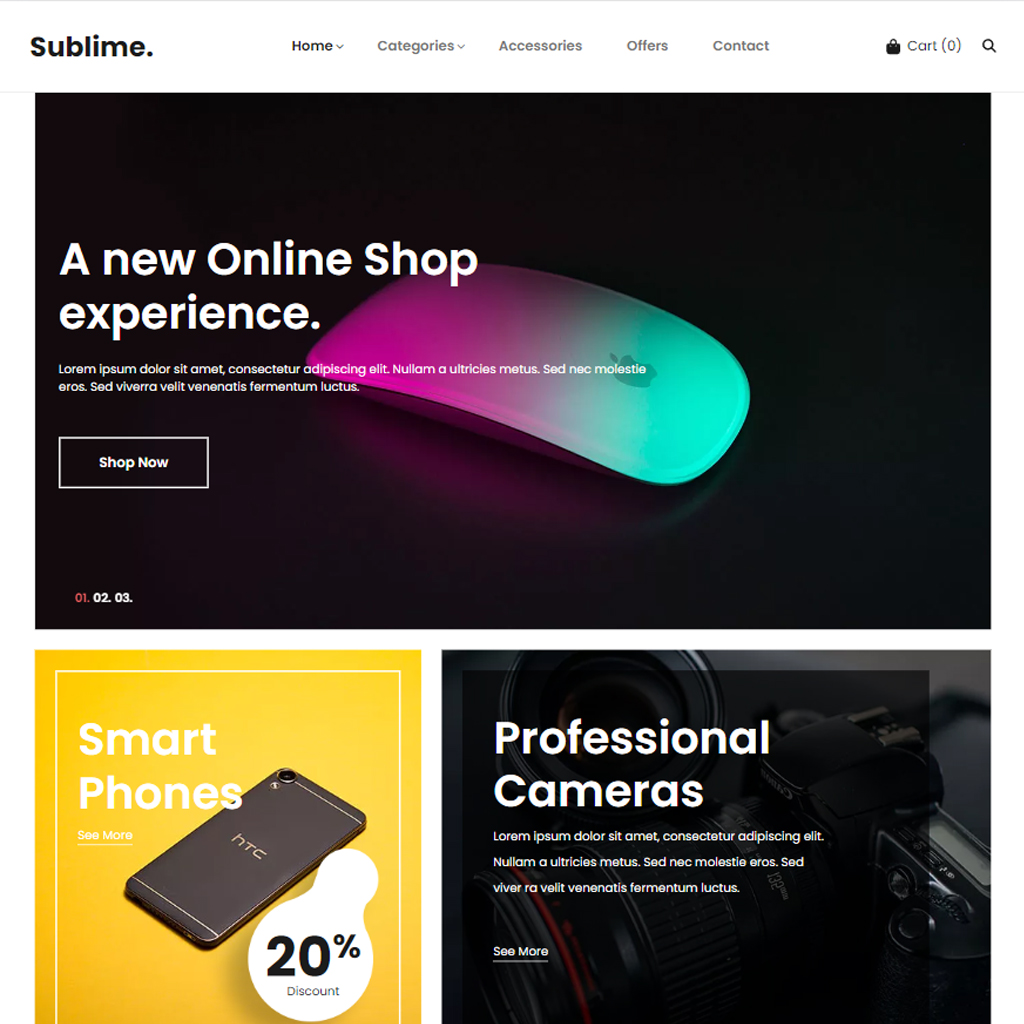 Sublime.
Home
Categories
Accessories
Offers
Contact
Cart (0)
A new Online Shop
experience.
Lorem ipsum dolor sit amet, consectetur adipiscing elit. Nullam a ultricies metus. Sed nec molestie
eros. Sed viverra velit venenatis fermentum luctus.
Shop Now
01. 02. 03.
Smart
Phones
See More
hTC
20%
Discount
Professional
Cameras
Lorem ipsum dolor sit amet, consectetur adipiscing elit.
Nullam a ultricies metus. Sed nec molestie eros. Sed
viver ra velit venenatis fermentum luctus.
See More